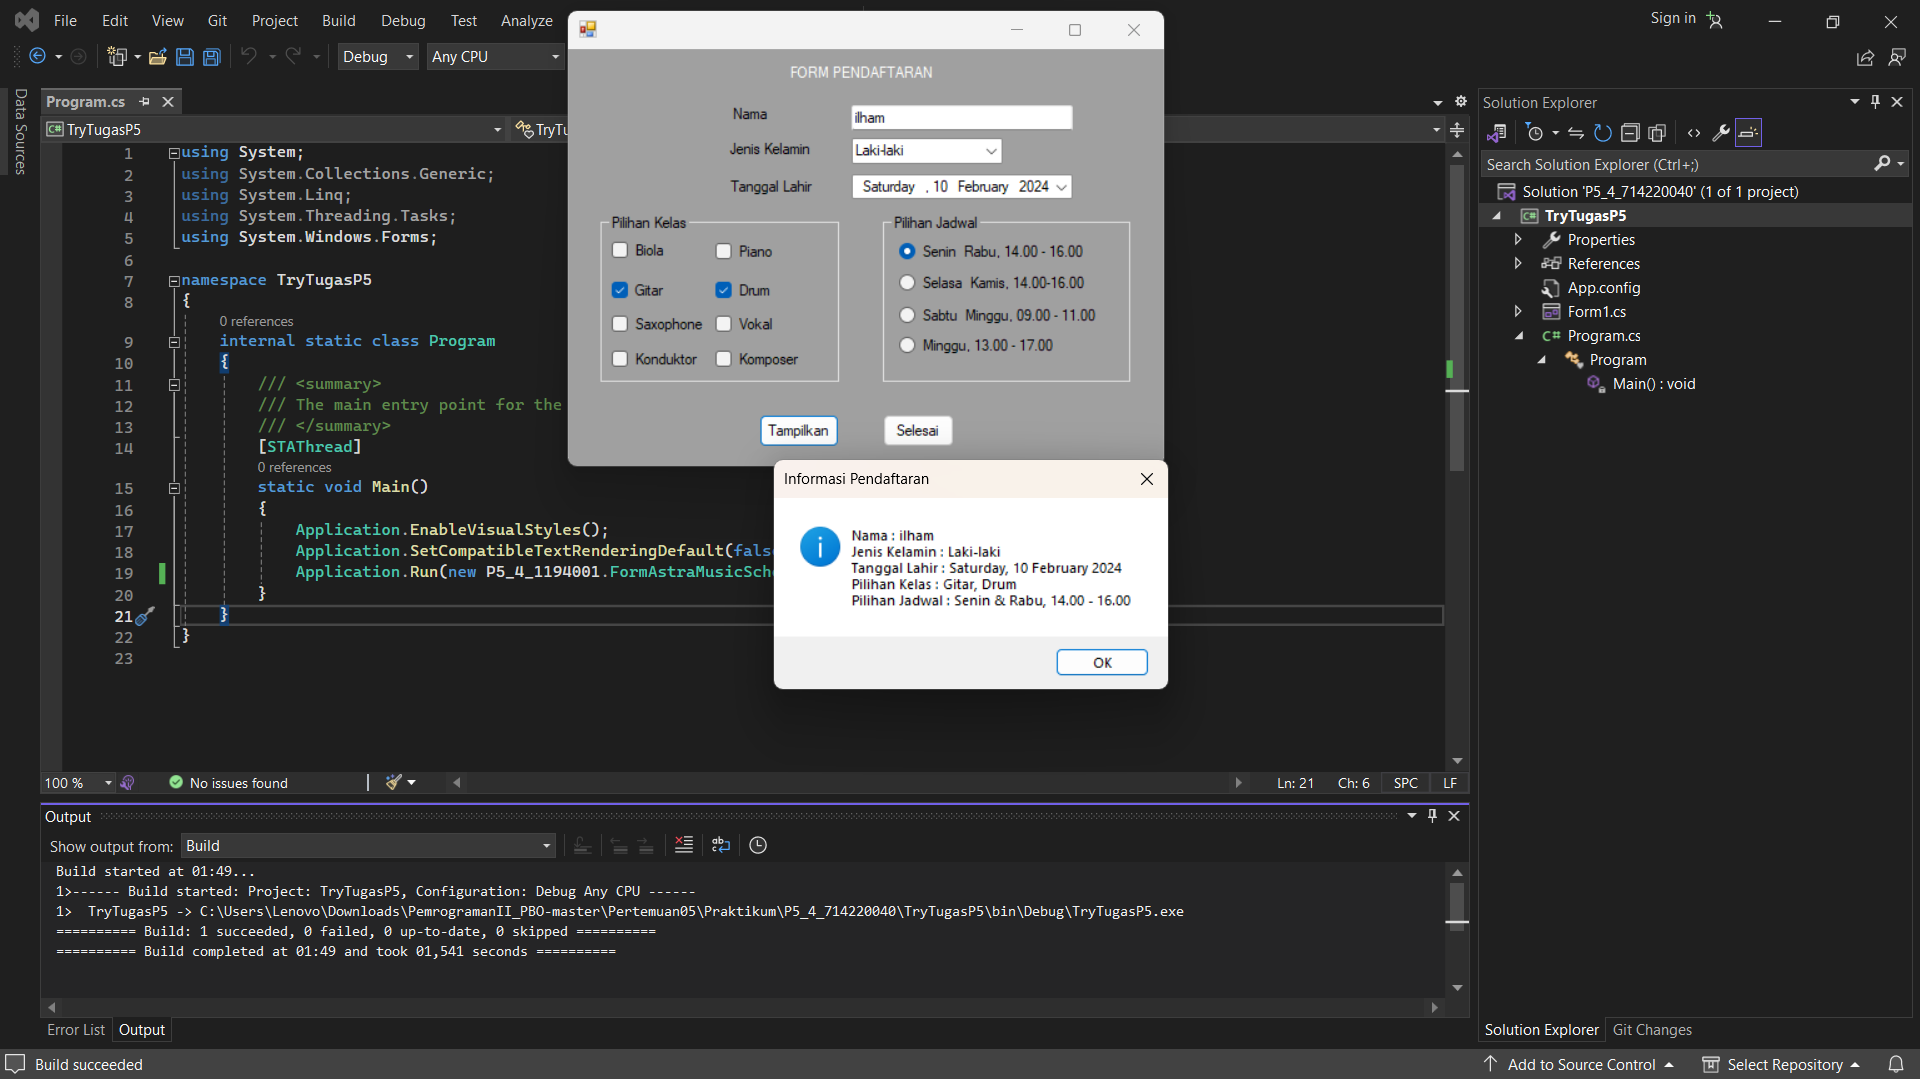 File Edit View Git Project Build Debug Test Analyze
Sign in
Debug Any CPU
Data Sources
Program.cs
TryTugasP5
1 using System;
2 using System.Collections.Generic;
3 using System.Linq;
4 using System.Threading.Tasks;
5 using System.Windows.Forms;
6
7 namespace TryTugasP5
8 {
0 references
9 internal static class Program
10 {
11 /// <summary>
12 /// The main entry point for the
13 /// </summary>
14 [STAThread]
0 references
15 static void Main()
16 {
17 Application.EnableVisualStyles();
18 Application.SetCompatibleTextRenderingDefault(
19 Application.Run(new P5_4_1194001.
20 }
21 }
22 }
23
FORM PENDAFTARAN
Nama ilham
Jenis Kelamin Laki-laki
Tanggal Lahir Saturday , 10 February 2024
Pilihan Kelas
Biola Piano
Gitar Drum
Saxophone Vokal
Konduktor Komposer
Pilihan Jadwal
Senin Rabu, 14.00 - 16.00
Selasa Kamis, 14.00-16.00
Sabtu Minggu, 09.00 - 11.00
Minggu, 13.00 - 17.00
Tampilkan Selesai
Informasi Pendaftaran
Nama : ilham
Jenis Kelamin : Laki-laki
Tanggal Lahir : Saturday, 10 February 2024
Pilihan Kelas : Gitar, Drum
Pilihan Jadwal : Senin & Rabu, 14.00 - 16.00
OK
100 % No issues found Ln: 21 Ch: 6 SPC LF
Output
Show output from: Build
Build started at 01:49...
1>------ Build started: Project: TryTugasP5, Configuration: Debug Any CPU ------
1>  TryTugasP5 -> C:\Users\Lenovo\Downloads\PemrogramanII_PBO-master\Pertemuan05\Praktikum\P5_4_714220040\TryTugasP5\bin\Debug\TryTugasP5.exe
========== Build: 1 succeeded, 0 failed, 0 up-to-date, 0 skipped ==========
========== Build completed at 01:49 and took 01,541 seconds ==========
Error List Output
Solution Explorer
Search Solution Explorer (Ctrl+;)
Solution 'P5_4_714220040' (1 of 1 project)
TryTugasP5
Properties
References
App.config
Form1.cs
C# Program.cs
Program
Main() : void
Solution Explorer Git Changes
Build succeeded
Add to Source Control Select Repository